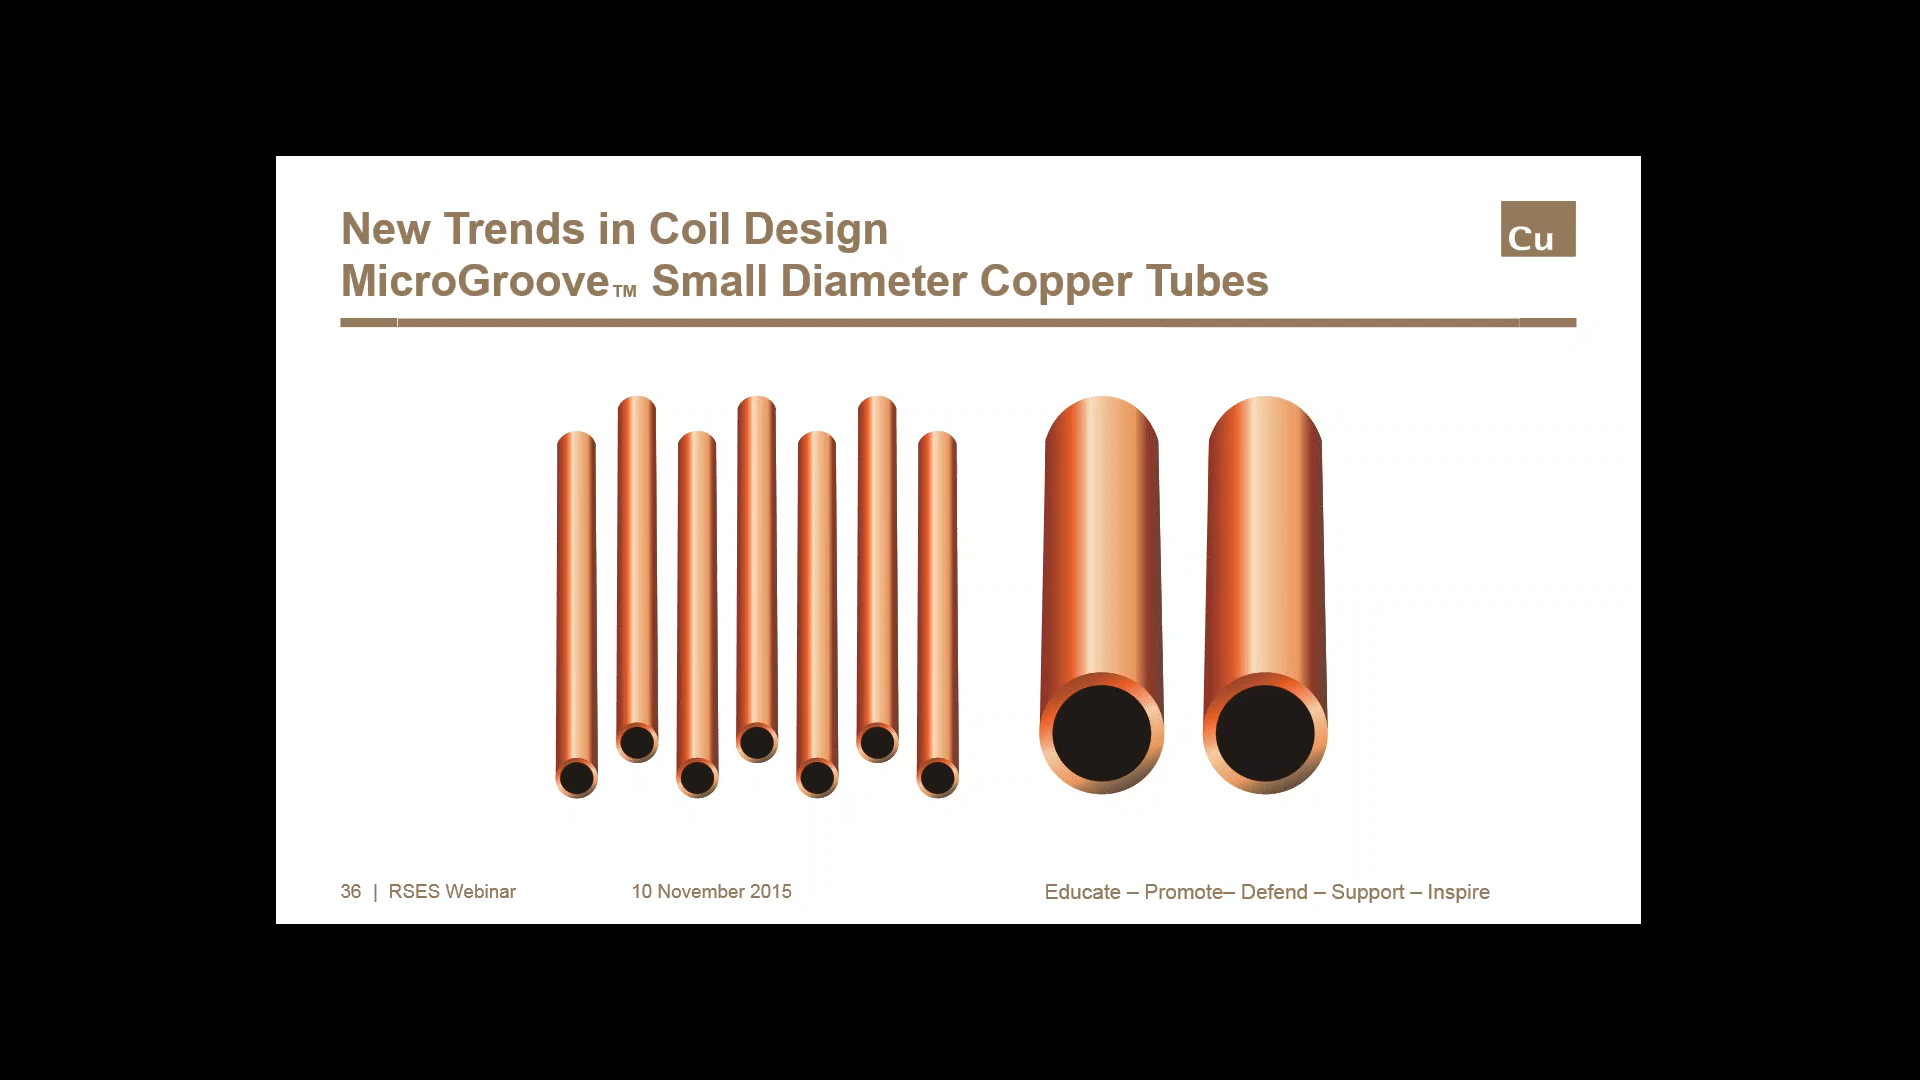 New Trends in Coil Design
MicroGroove™ Small Diameter Copper Tubes
Cu
36 | RSES Webinar
10 November 2015
Educate – Promote– Defend – Support – Inspire